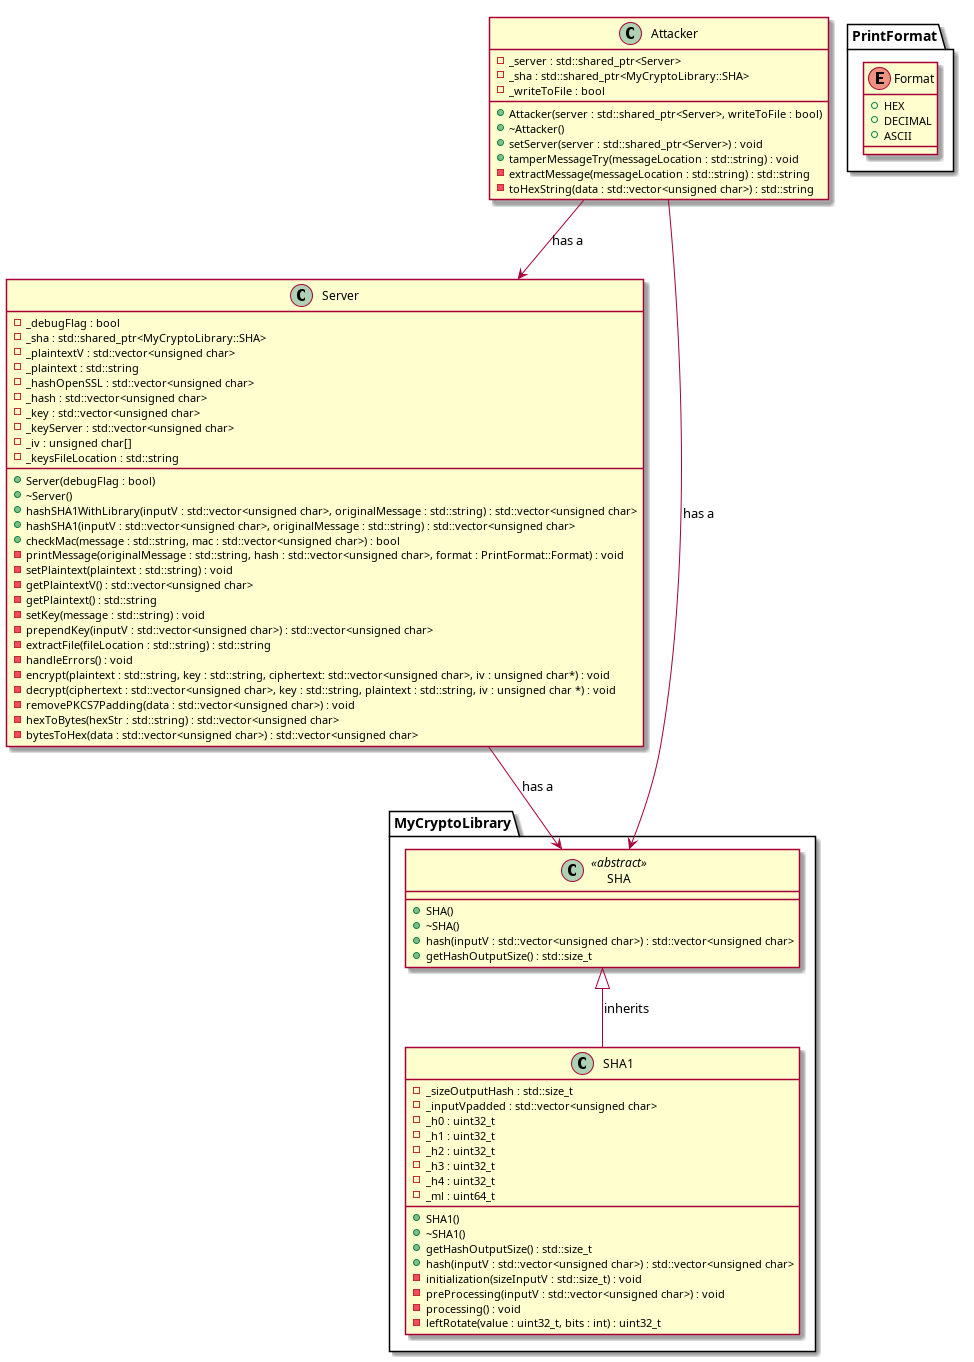 C Attacker
_server : std::shared_ptr<Server>
_sha : std::shared_ptr<MyCryptoLibrary::SHA>
_writeToFile : bool
Attacker(server : std::shared_ptr<Server>, writeToFile : bool)
~Attacker()
setServer(server : std::shared_ptr<Server>) : void
tamperMessageTry(messageLocation : std::string) : void
extractMessage(messageLocation : std::string) : std::string
toHexString(data : std::vector<unsigned char>) : std::string
PrintFormat
E Format
HEX
DECIMAL
ASCII
has a
C Server
_debugFlag : bool
_sha : std::shared_ptr<MyCryptoLibrary::SHA>
_plaintextV : std::vector<unsigned char>
_plaintext : std::string
_hashOpenSSL : std::vector<unsigned char>
_hash : std::vector<unsigned char>
_key : std::vector<unsigned char>
_keyServer : std::vector<unsigned char>
_iv : unsigned char[]
_keysFileLocation : std::string
Server(debugFlag : bool)
~Server()
hashSHA1WithLibrary(inputV : std::vector<unsigned char>, originalMessage : std::string) : std::vector<unsigned char>
hashSHA1(inputV : std::vector<unsigned char>, originalMessage : std::string) : std::vector<unsigned char>
checkMac(message : std::string, mac : std::vector<unsigned char>) : bool
printMessage(originalMessage : std::string, hash : std::vector<unsigned char>, format : PrintFormat::Format) : void
setPlaintext(plaintext : std::string) : void
getPlaintextV() : std::vector<unsigned char>
getPlaintext() : std::string
setKey(message : std::string) : void
prependKey(inputV : std::vector<unsigned char>) : std::vector<unsigned char>
extractFile(fileLocation : std::string) : std::string
handleErrors() : void
encrypt(plaintext : std::string, key : std::string, ciphertext: std::vector<unsigned char>, iv : unsigned char*) : void
decrypt(ciphertext : std::vector<unsigned char>, key : std::string, plaintext : std::string, iv : unsigned char *) : void
removePKCS7Padding(data : std::vector<unsigned char>) : void
hexToBytes(hexStr : std::string) : std::vector<unsigned char>
bytesToHex(data : std::vector<unsigned char>) : std::vector<unsigned char>
has a
has a
MyCryptoLibrary
«abstract»
C SHA
SHA()
~SHA()
hash(inputV : std::vector<unsigned char>) : std::vector<unsigned char>
getHashOutputSize() : std::size_t
inherits
C SHA1
_sizeOutputHash : std::size_t
_inputVpadded : std::vector<unsigned char>
_h0 : uint32_t
_h1 : uint32_t
_h2 : uint32_t
_h3 : uint32_t
_h4 : uint32_t
_ml : uint64_t
SHA1()
~SHA1()
getHashOutputSize() : std::size_t
hash(inputV : std::vector<unsigned char>) : std::vector<unsigned char>
initialization(sizeInputV : std::size_t) : void
preProcessing(inputV : std::vector<unsigned char>) : void
processing() : void
leftRotate(value : uint32_t, bits : int) : uint32_t